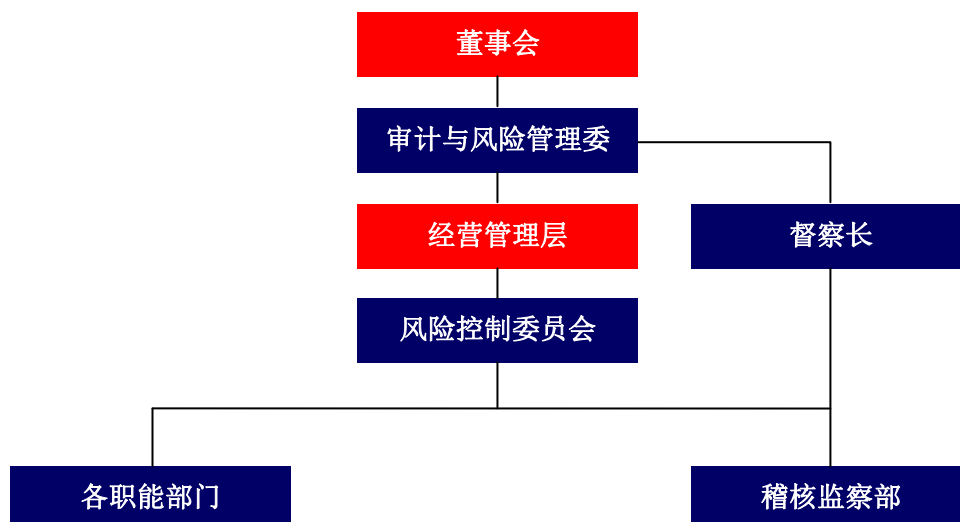 董事会
审计与风险管理委
经营管理层
督察长
风险控制委员会
各职能部门
稽核监察部